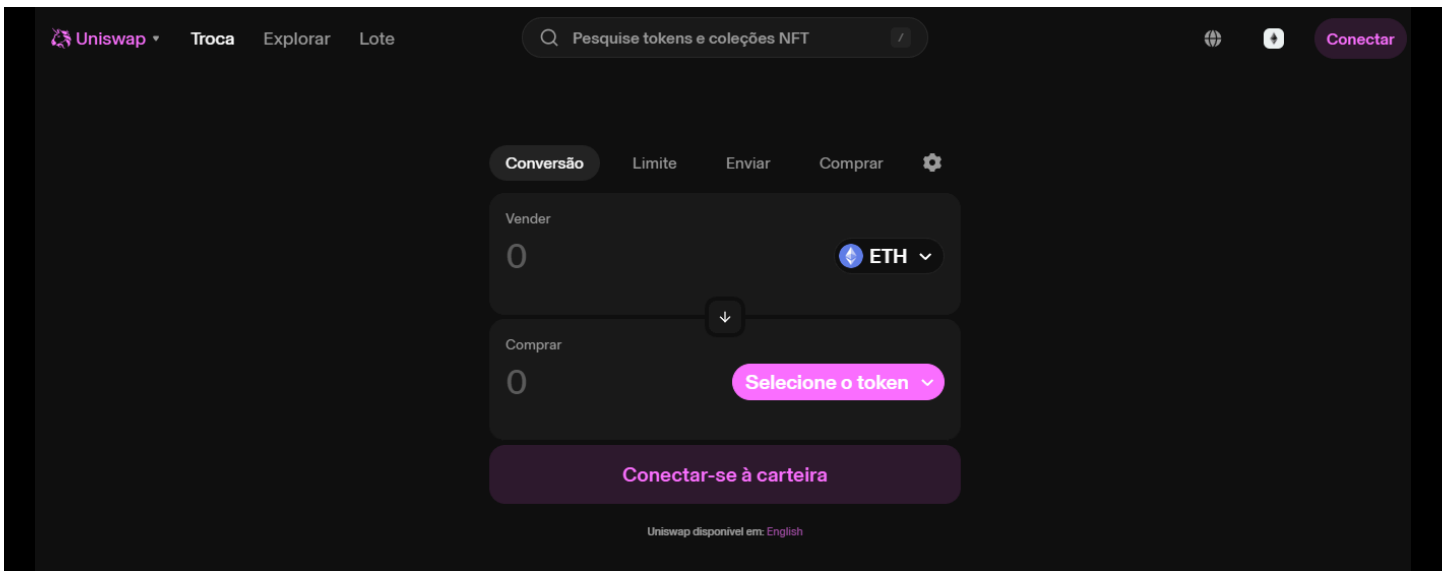 Uniswap Troca Explorar Lote Pesquise tokens e coleções NFT / Conectar
Conversão Limite Enviar Comprar
Vender
0 ETH
Comprar
0 Selecione o token
Conectar-se à carteira
Uniswap disponível em: English